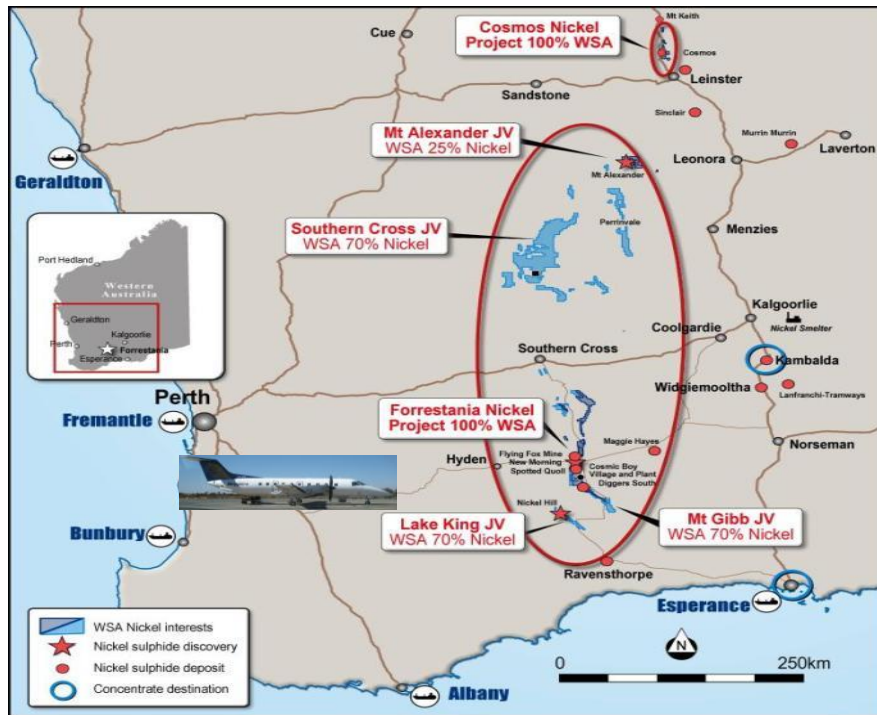 Mt Keith
Cosmos Nickel
Project 100% WSA
Cue
Cosmos
Leinster
Sandstone
Sinclair
Mt Alexander JV
WSA 25% Nickel
Murrin Murrin
Laverton
Leonora
Geraldton
Mt Alexander
Perrinvale
Southern Cross JV
WSA 70% Nickel
Menzies
Port Hedland
Western
Australia
Geraldton
Kalgoorlie
Perth
Forrestania
Esperance
Kalgoorlie
Nickel Smelter
Coolgardie
Southern Cross
Kambalda
Widgiemooltha
Lanfranchi-Tramways
Perth
Fremantle
Forrestania Nickel
Project 100% WSA
Maggie Hayes
Norseman
Hyden
Flying Fox Mine
New Morning
Spotted Quoll
Cosmic Boy
Village and Plant
Diggers South
Nickel Hill
Bunbury
Lake King JV
WSA 70% Nickel
Mt Gibb JV
WSA 70% Nickel
Ravensthorpe
Esperance
WSA Nickel interests
Nickel sulphide discovery
Nickel sulphide deposit
Concentrate destination
N
0 250km
Albany